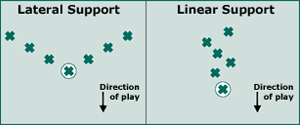 Lateral Support
Linear Support
Direction
of play
Direction
of play